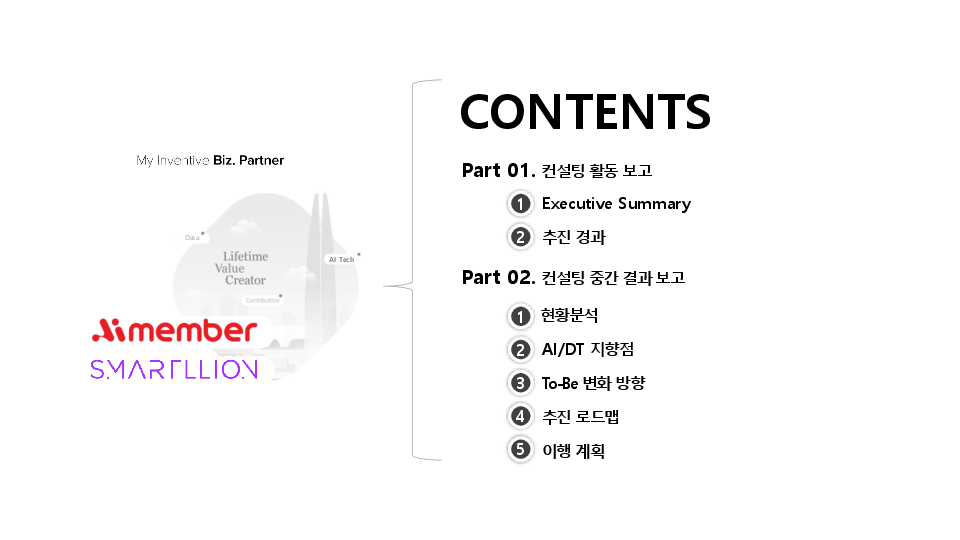 My Inventive Biz. Partner
Data
Lifetime
Value
Creator
AI Tech
Contribution
Aimember
SMARTLLION
CONTENTS
Part 01. 컨설팅 활동 보고
1 Executive Summary
2 추진 경과
Part 02. 컨설팅 중간 결과 보고
1 현황분석
2 AI/DT 지향점
3 To-Be 변화 방향
4 추진 로드맵
5 이행 계획